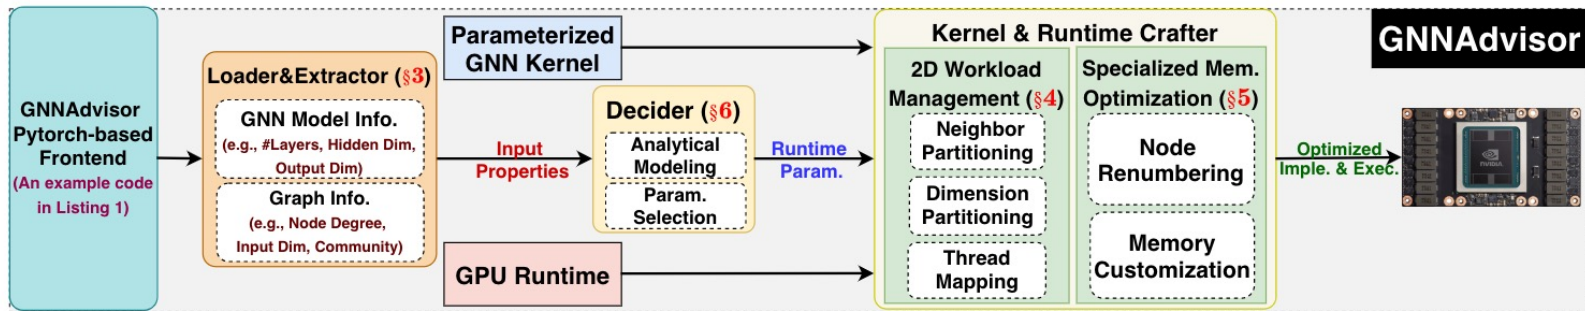 GNNAdvisor
Pytorch-based
Frontend
(An example code
in Listing 1)
Loader&Extractor (§3)
GNN Model Info.
(e.g., #Layers, Hidden Dim,
Output Dim)
Graph Info.
(e.g., Node Degree,
Input Dim, Community)
Input
Properties
Parameterized
GNN Kernel
Decider (§6)
Analytical
Modeling
Param.
Selection
GPU Runtime
Runtime
Param.
Kernel & Runtime Crafter
2D Workload
Management (§4)
Neighbor
Partitioning
Dimension
Partitioning
Thread
Mapping
Specialized Mem.
Optimization (§5)
Node
Renumbering
Memory
Customization
Optimized
Imple. & Exec.
GNNAdvisor
NVIDIA